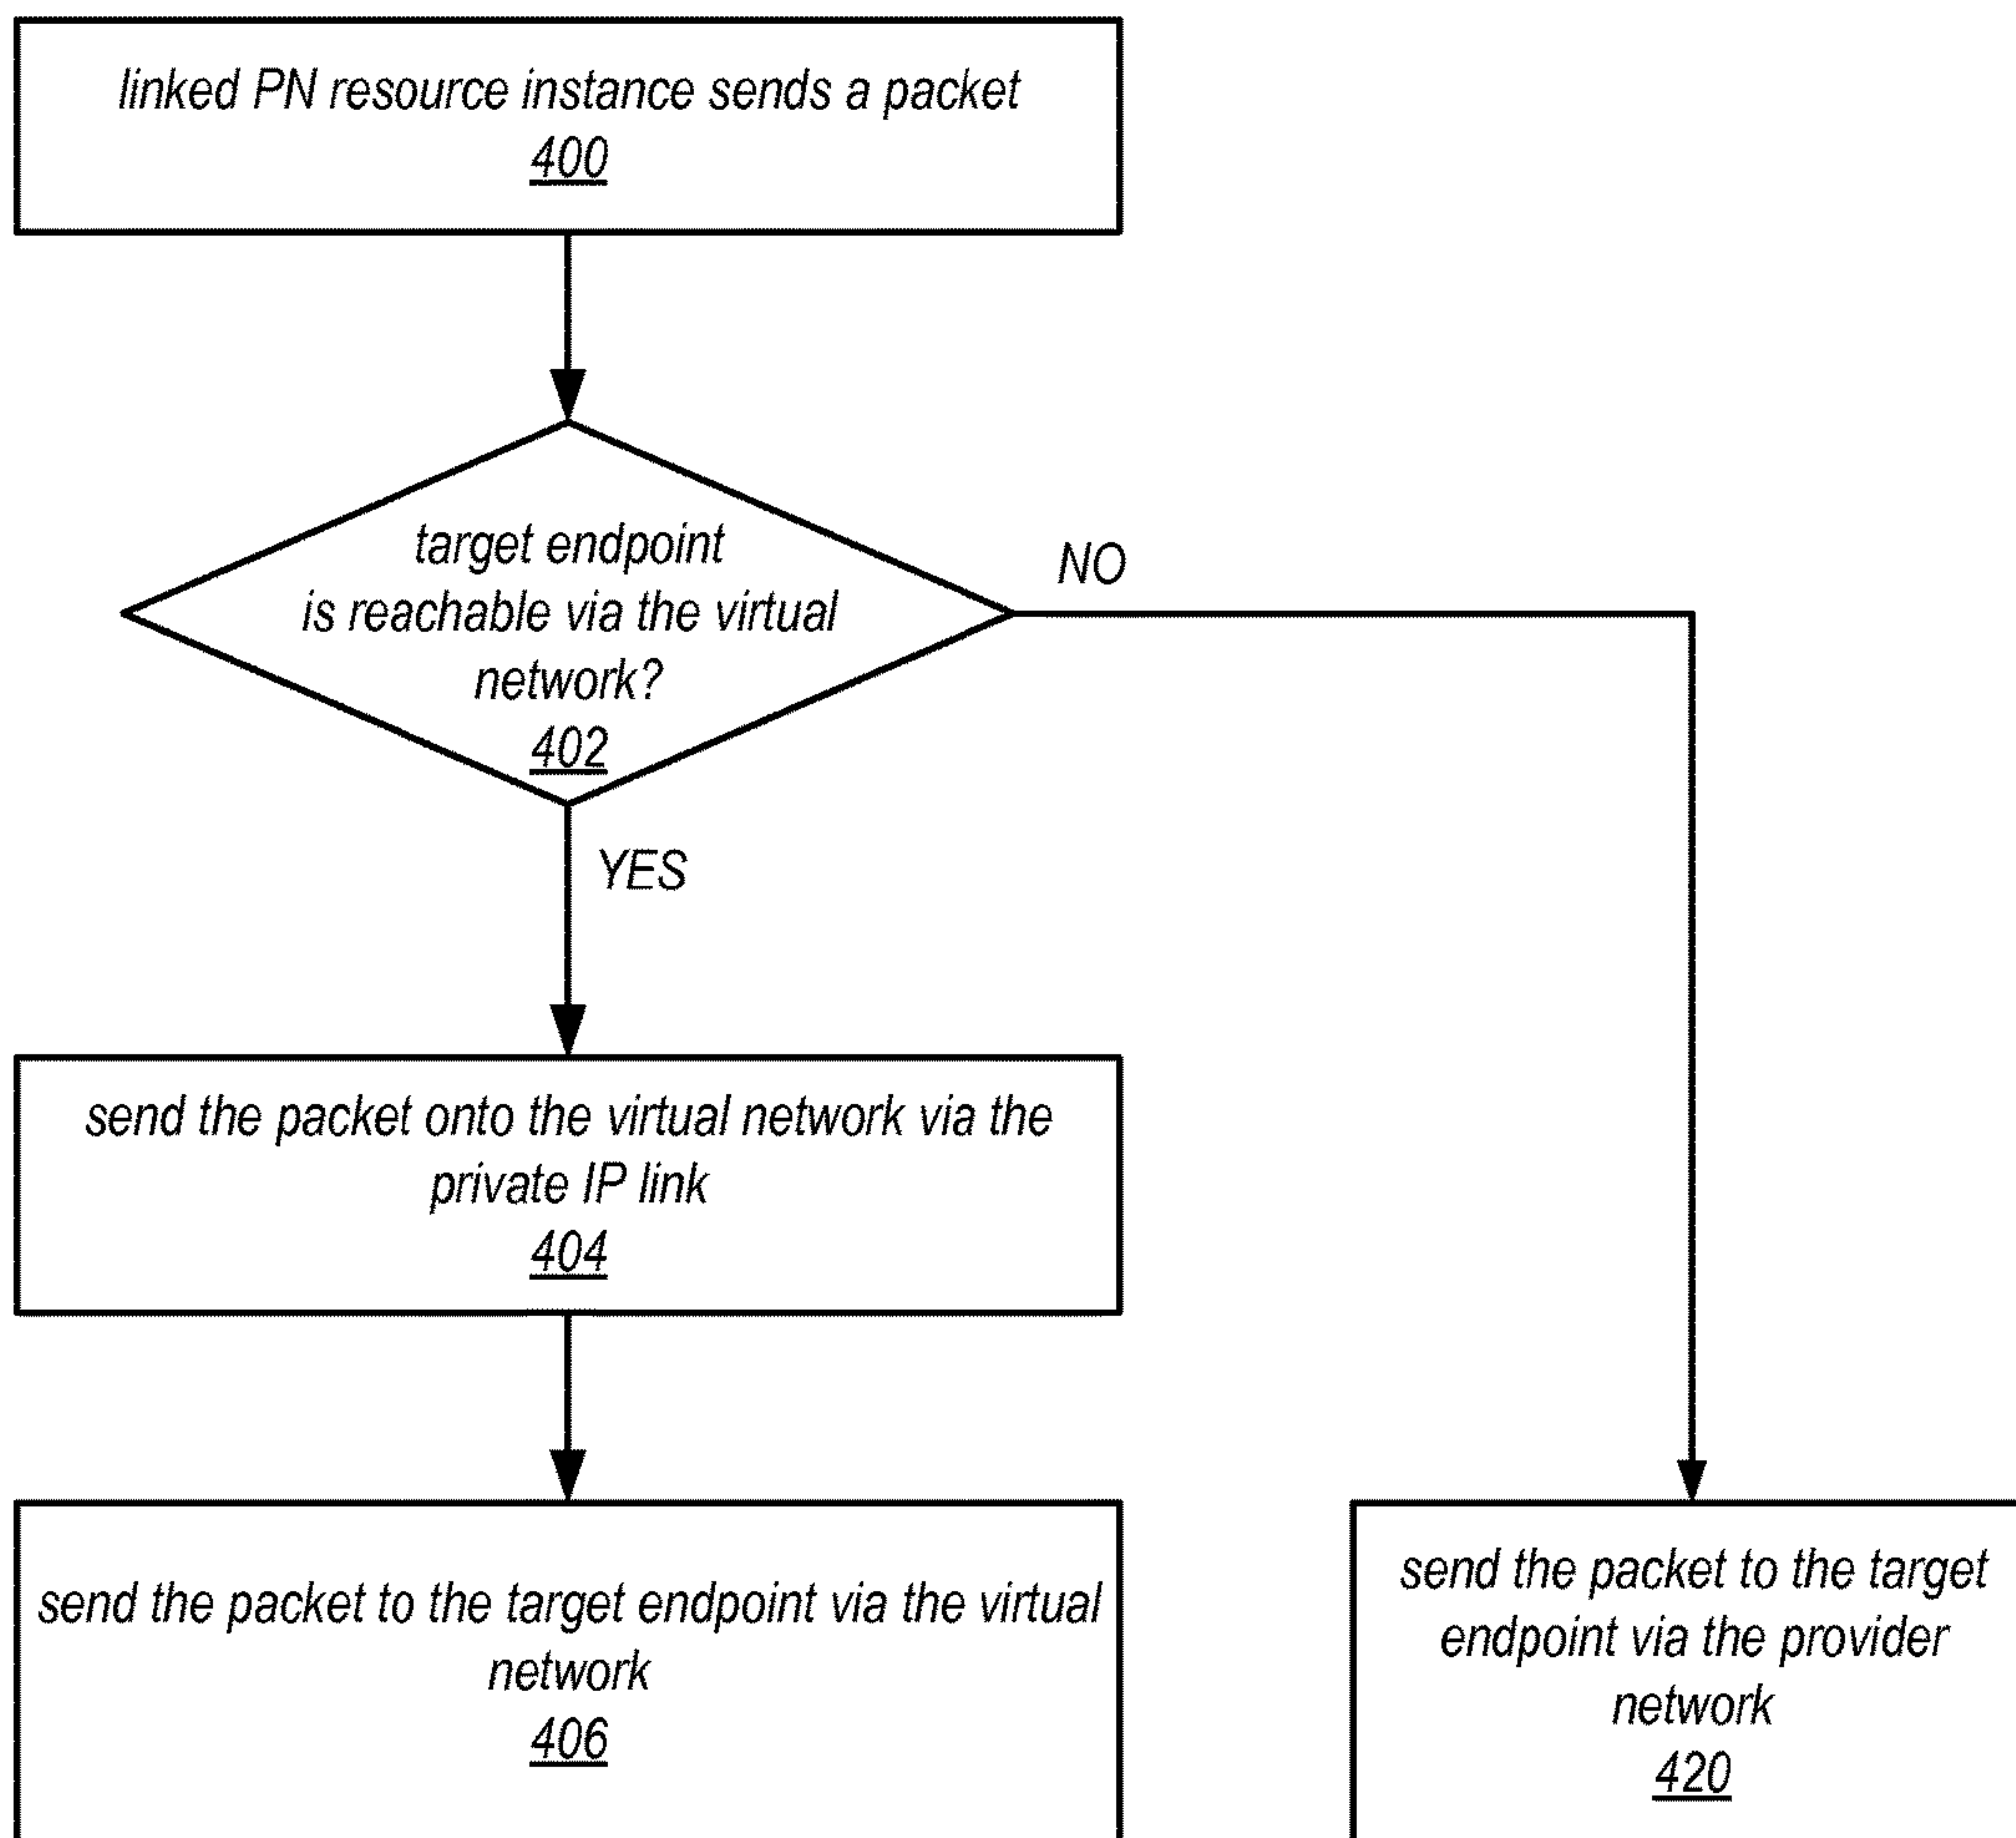 linked PN resource instance sends a packet
400
target endpoint
is reachable via the virtual
network?
402
NO
YES
send the packet onto the virtual network via the
private IP link
404
send the packet to the target endpoint via the virtual
network
406
send the packet to the target
endpoint via the provider
network
420